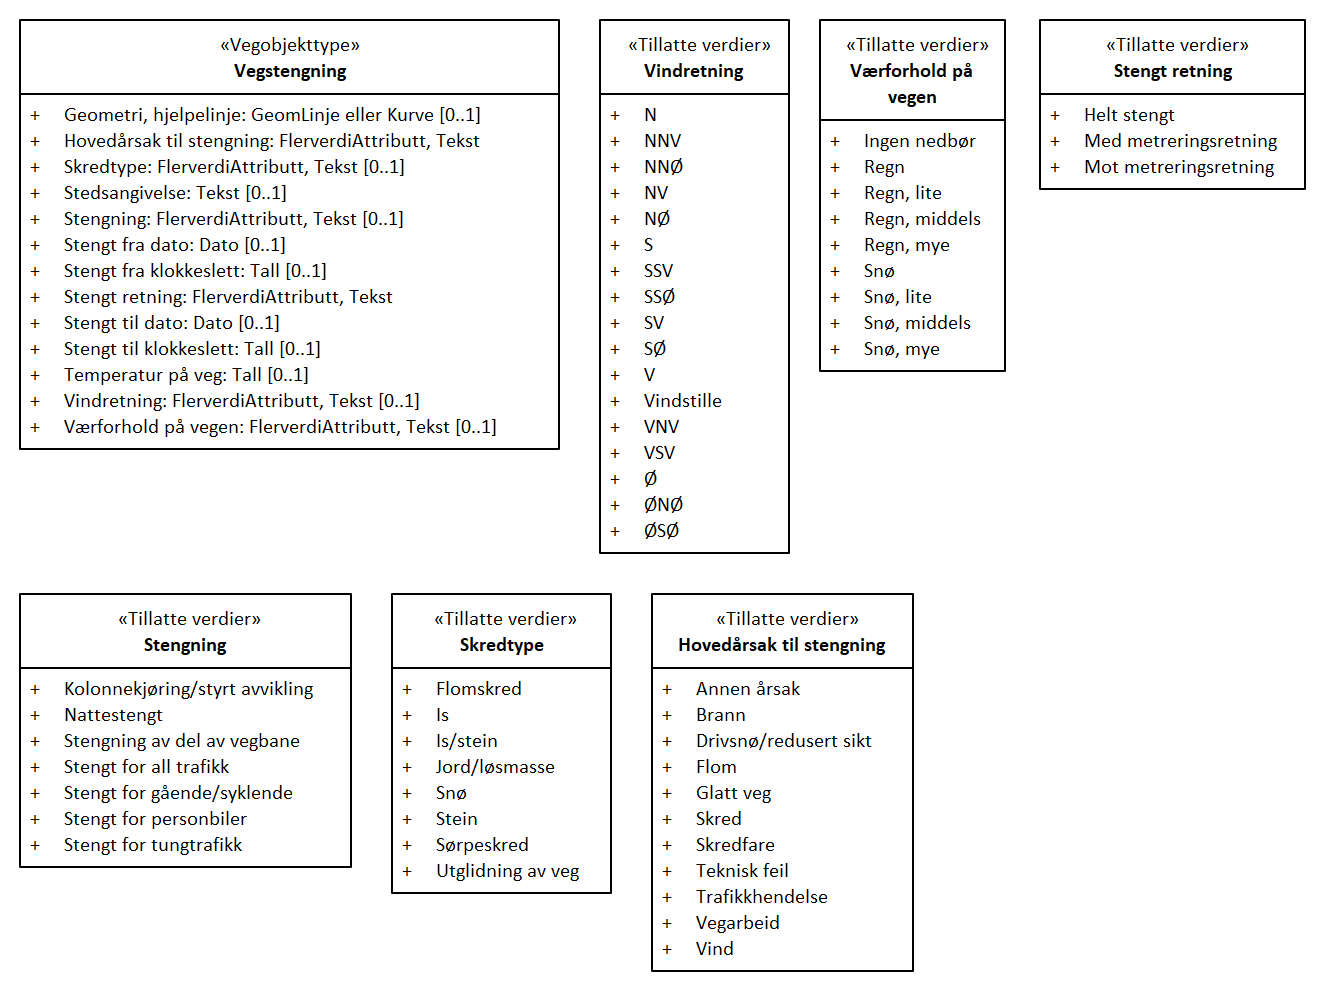 «Vegobjekttype»
Vegstengning
+ Geometri, hjelpelinje: GeomLinje eller Kurve [0..1]
+ Hovedårsak til stengning: FlerverdiAttributt, Tekst
+ Skredtype: FlerverdiAttributt, Tekst [0..1]
+ Stedsangivelse: Tekst [0..1]
+ Stengning: FlerverdiAttributt, Tekst [0..1]
+ Stengt fra dato: Dato [0..1]
+ Stengt fra klokkeslett: Tall [0..1]
+ Stengt retning: FlerverdiAttributt, Tekst
+ Stengt til dato: Dato [0..1]
+ Stengt til klokkeslett: Tall [0..1]
+ Temperatur på veg: Tall [0..1]
+ Vindretning: FlerverdiAttributt, Tekst [0..1]
+ Værforhold på vegen: FlerverdiAttributt, Tekst [0..1]
«Tillatte verdier»
Vindretning
+ N
+ NNV
+ NNØ
+ NV
+ NØ
+ S
+ SSV
+ SSØ
+ SV
+ SØ
+ V
+ Vindstille
+ VNV
+ VSV
+ Ø
+ ØNØ
+ ØSØ
«Tillatte verdier»
Værforhold på
vegen
+ Ingen nedbør
+ Regn
+ Regn, lite
+ Regn, middels
+ Regn, mye
+ Snø
+ Snø, lite
+ Snø, middels
+ Snø, mye
«Tillatte verdier»
Stengt retning
+ Helt stengt
+ Med metreringsretning
+ Mot metreringsretning
«Tillatte verdier»
Stengning
+ Kolonnekjøring/styrt avvikling
+ Nattestengt
+ Stengning av del av vegbane
+ Stengt for all trafikk
+ Stengt for gående/syklende
+ Stengt for personbiler
+ Stengt for tungtrafikk
«Tillatte verdier»
Skredtype
+ Flomskred
+ Is
+ Is/stein
+ Jord/løsmasse
+ Snø
+ Stein
+ Sørpeskred
+ Utglidning av veg
«Tillatte verdier»
Hovedårsak til stengning
+ Annen årsak
+ Brann
+ Drivsnø/redusert sikt
+ Flom
+ Glatt veg
+ Skred
+ Skredfare
+ Teknisk feil
+ Trafikkhendelse
+ Vegarbeid
+ Vind